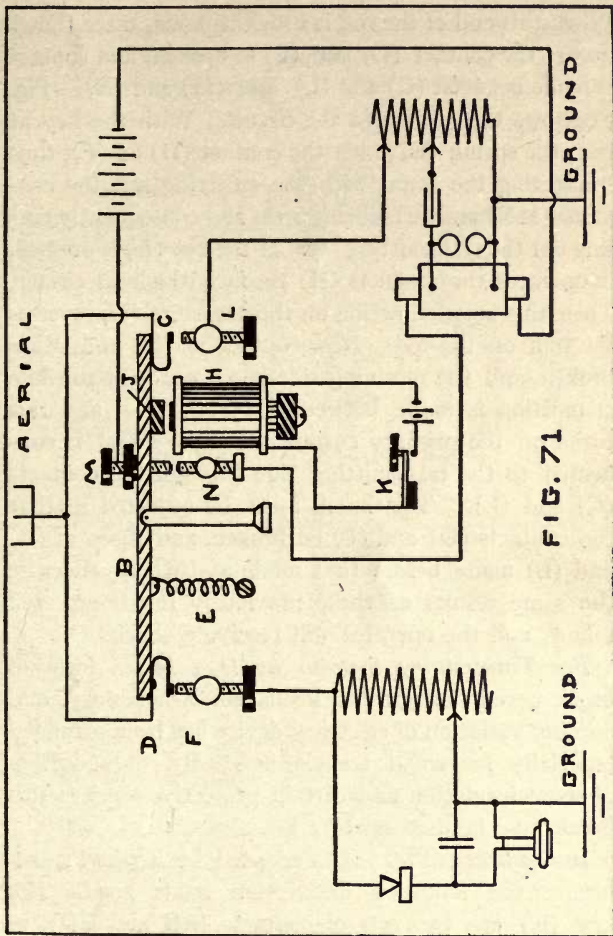 AERIAL
M
B J
D C
F E N H L
K
GROUND GROUND
FIG. 71